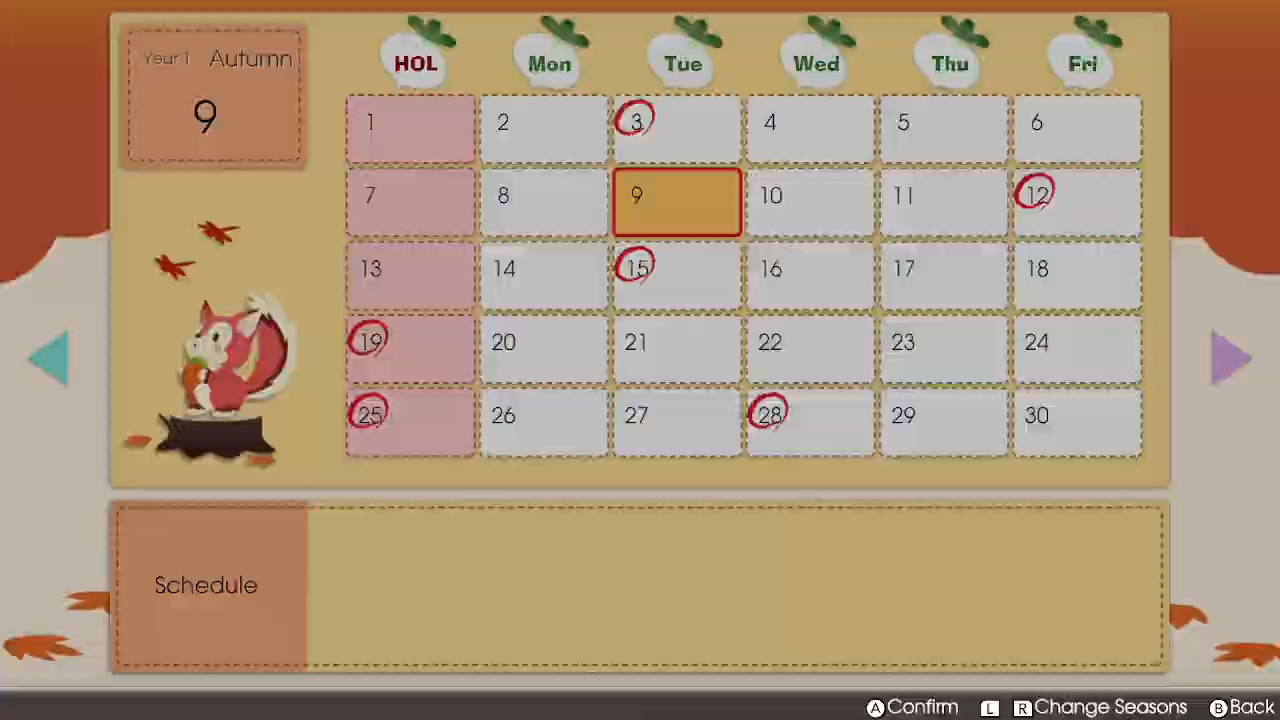 Year 1 Autumn
9
HOL Mon Tue Wed Thu Fri
1 2 3 4 5 6
7 8 9 10 11 12
13 14 15 16 17 18
19 20 21 22 23 24
25 26 27 28 29 30
Schedule
A Confirm L R Change Seasons B Back